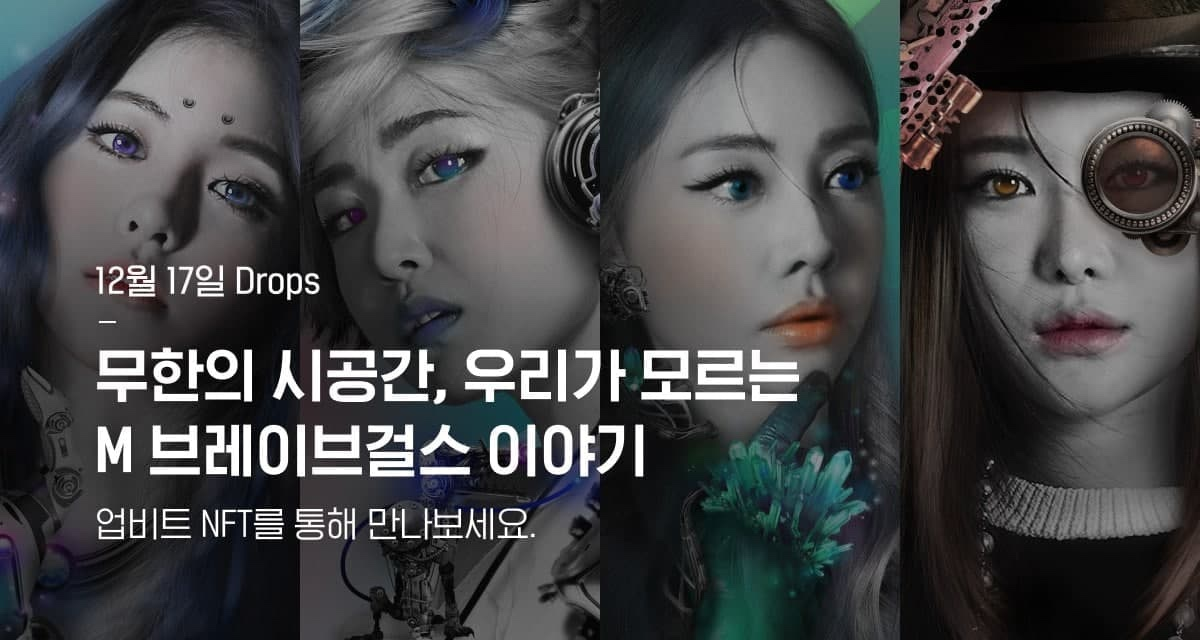 12월 17일 Drops
무한의 시공간, 우리가 모르는
M 브레이브걸스 이야기
업비트 NFT를 통해 만나보세요.